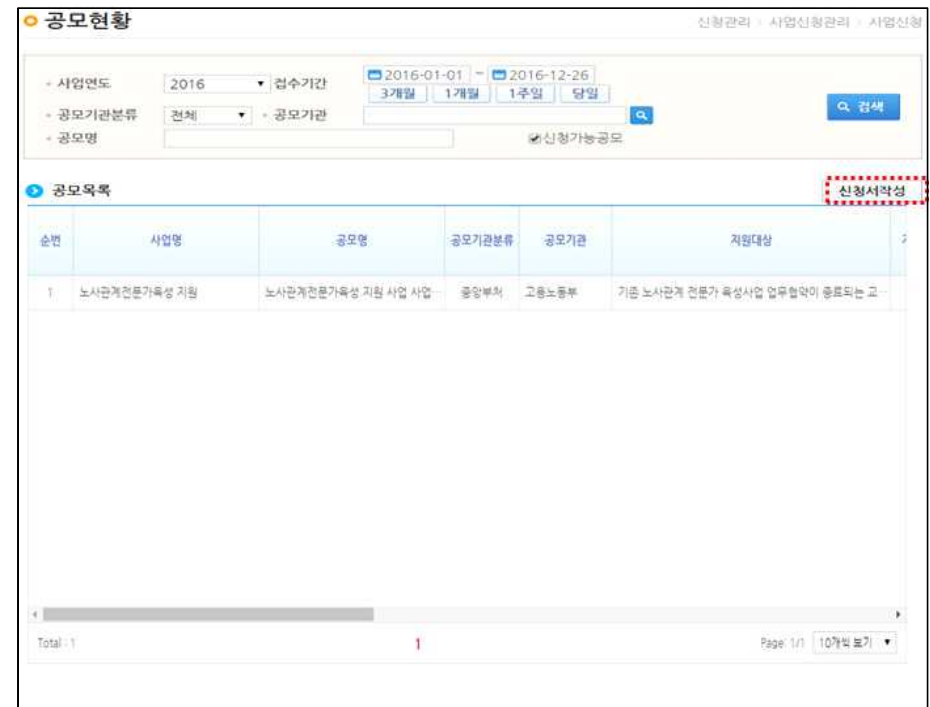 공모현황
신청관리 > 사업신청관리 > 사업신청
사업연도 2016 접수기간 2016-01-01 ~ 2016-12-26
3개월 1개월 1주일 당일
공모기관분류 전체 공모기관
검색
공모명 신청가능공모
공모목록 신청서작성
순번 사업명 공모명 공모기관분류 공모기관 지원대상
1 노사관계전문가육성 지원 노사관계전문가육성 지원 사업 사업… 중앙부처 고용노동부 기존 노사관계 전문가 육성사업 업무협약이 종료되는 교…
Total : 1 1 Page: 1/1 10개씩 보기